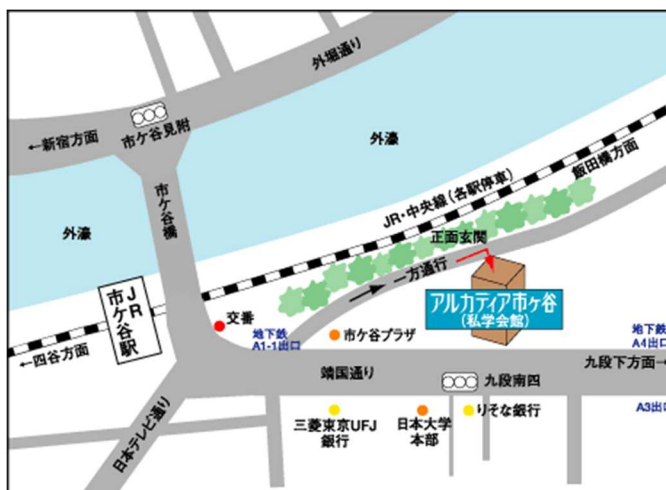 外堀通り
←新宿方面
市ケ谷見附
外濠
飯田橋方面
JR・中央線(各駅停車)
市ケ谷橋
外濠
正面玄関
一方通行
アルカディア市ヶ谷
(私学会館)
JR
市ケ谷駅
交番
地下鉄
A1-1出口
市ケ谷プラザ
地下鉄
A4出口
←四谷方面
靖国通り
九段南四
九段下方面→
日本テレビ通り
三菱東京UFJ
銀行
日本大学
本部
りそな銀行
A3出口